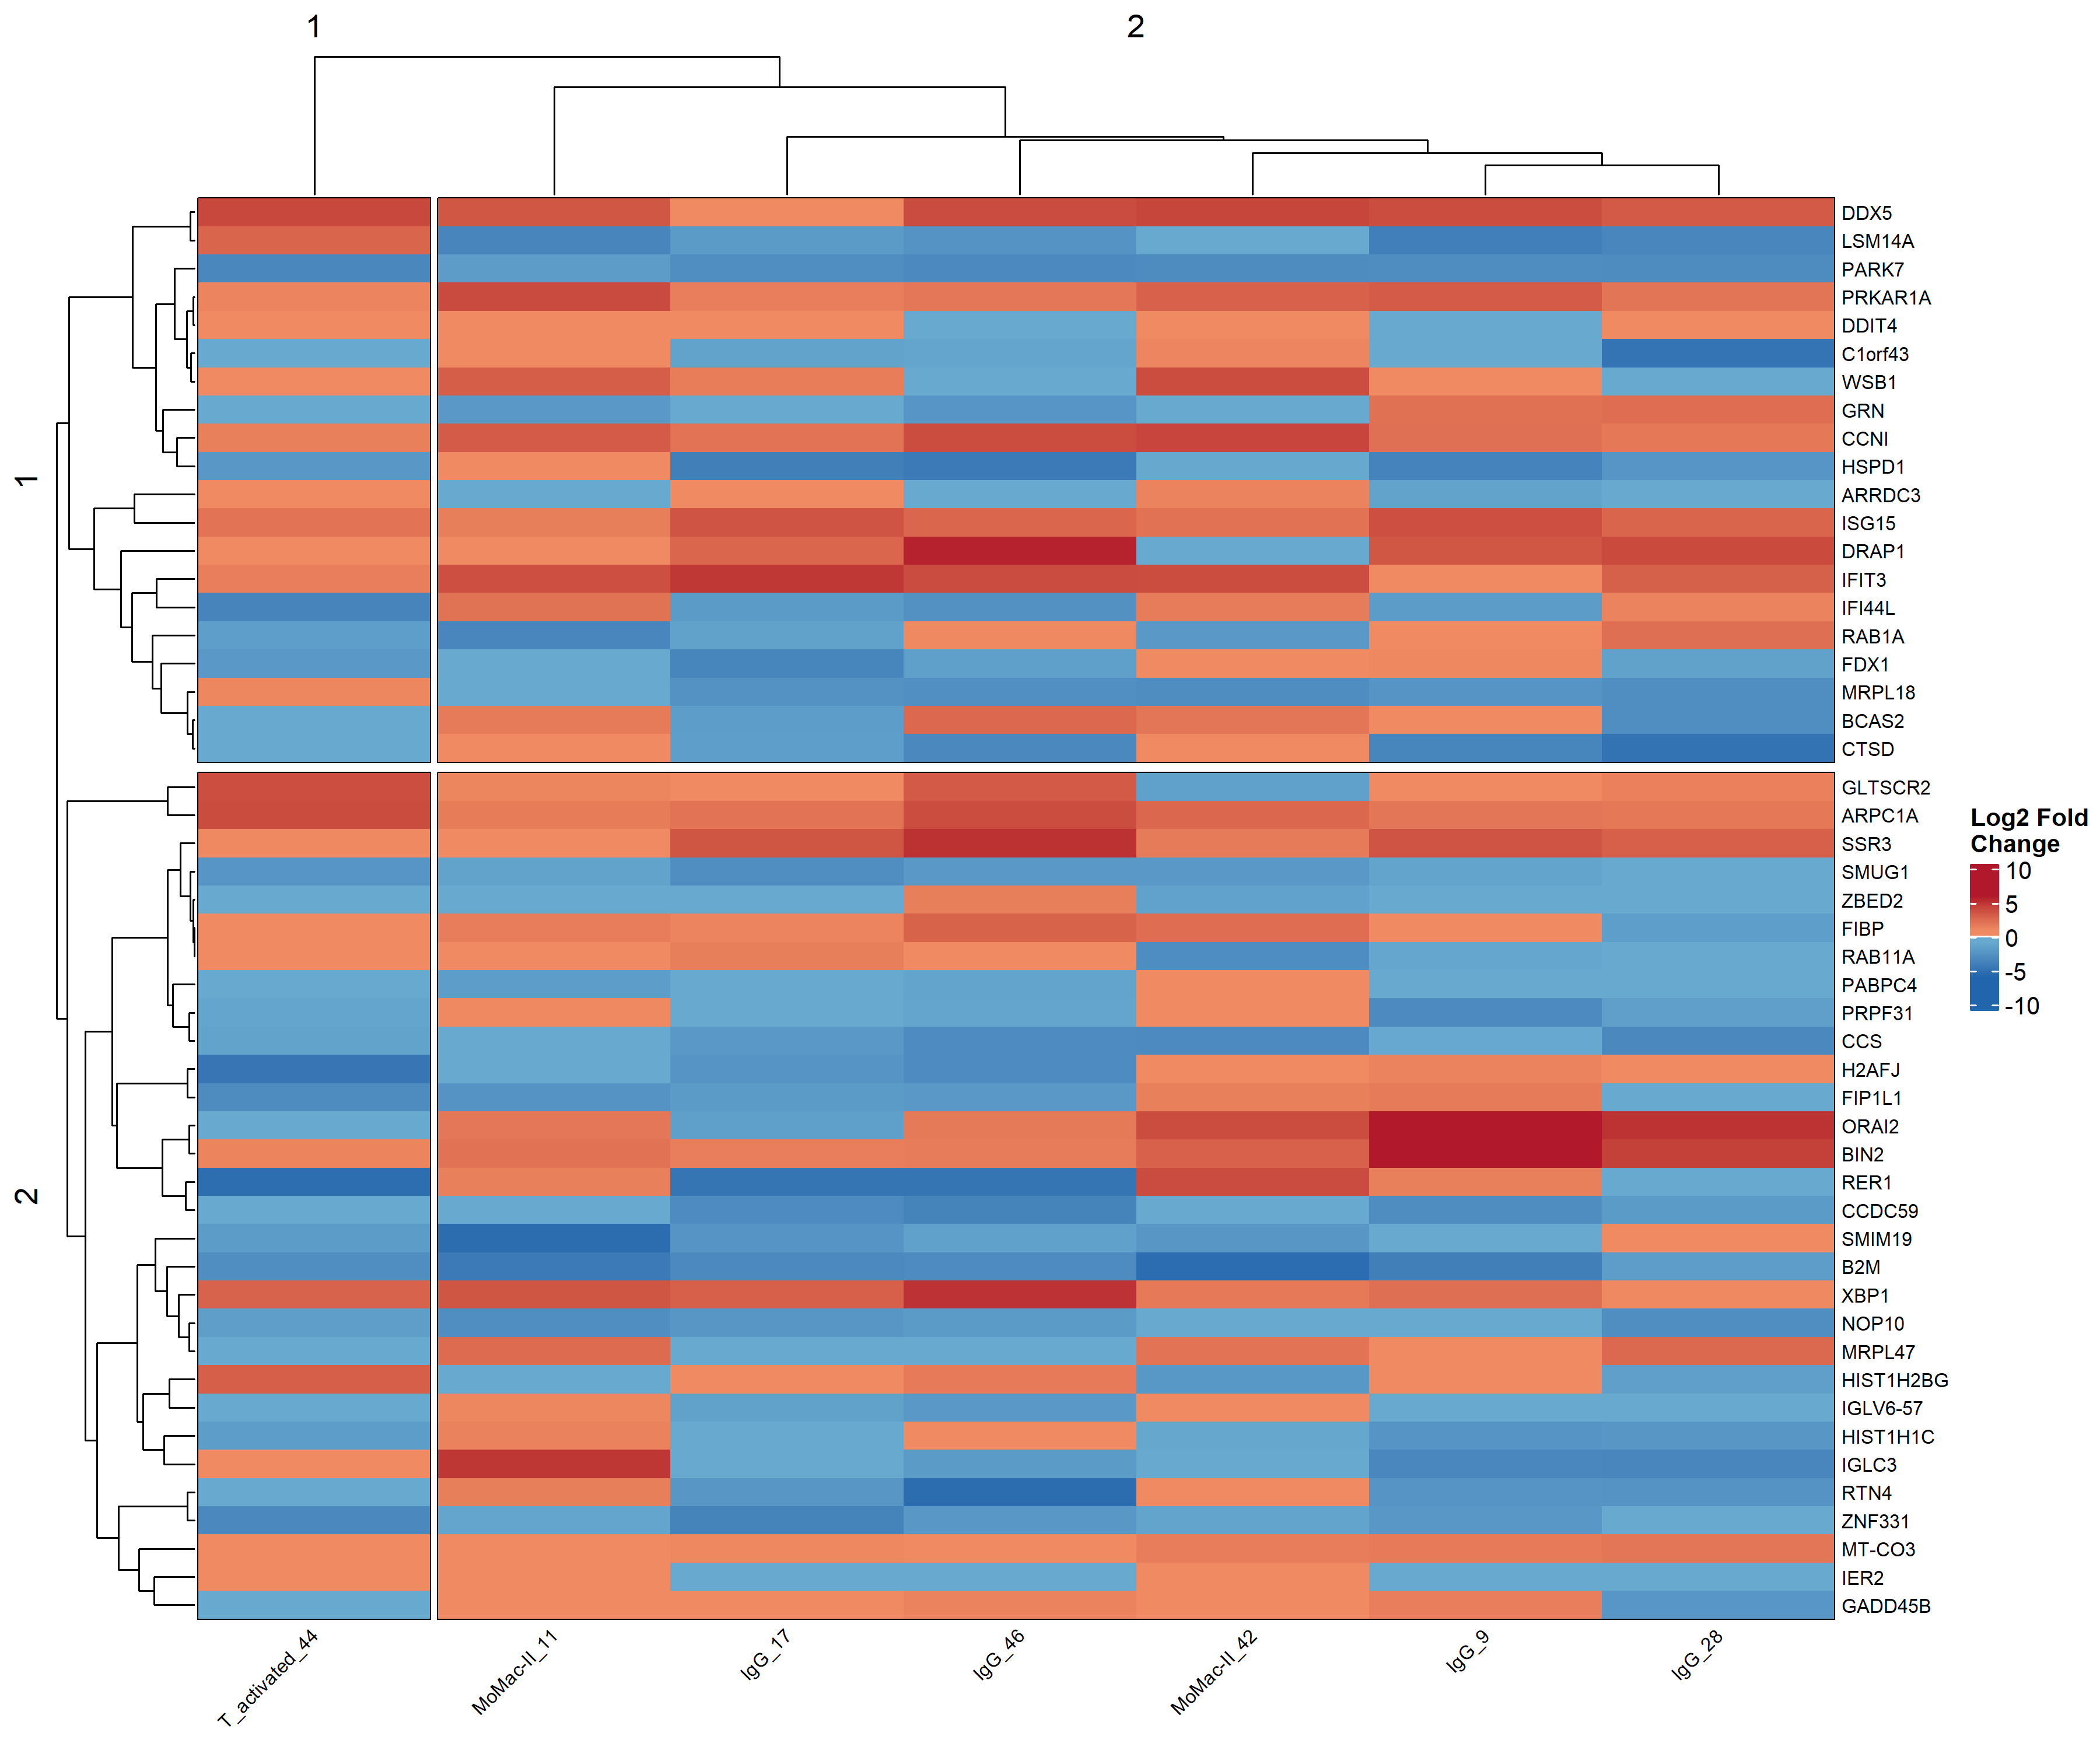 1
2
1
DDX5
LSM14A
PARK7
PRKAR1A
DDIT4
C1orf43
WSB1
GRN
CCNI
HSPD1
ARRDC3
ISG15
DRAP1
IFIT3
IFI44L
RAB1A
FDX1
MRPL18
BCAS2
CTSD
2
GLTSCR2
ARPC1A
SSR3
SMUG1
ZBED2
FIBP
RAB11A
PABPC4
PRPF31
CCS
H2AFJ
FIP1L1
ORAI2
BIN2
RER1
CCDC59
SMIM19
B2M
XBP1
NOP10
MRPL47
HIST1H2BG
IGLV6-57
HIST1H1C
IGLC3
RTN4
ZNF331
MT-CO3
IER2
GADD45B
T_activated_44
MoMac-II_11
IgG_17
IgG_46
MoMac-II_42
IgG_9
IgG_28
Log2 Fold
Change
10
5
0
-5
-10